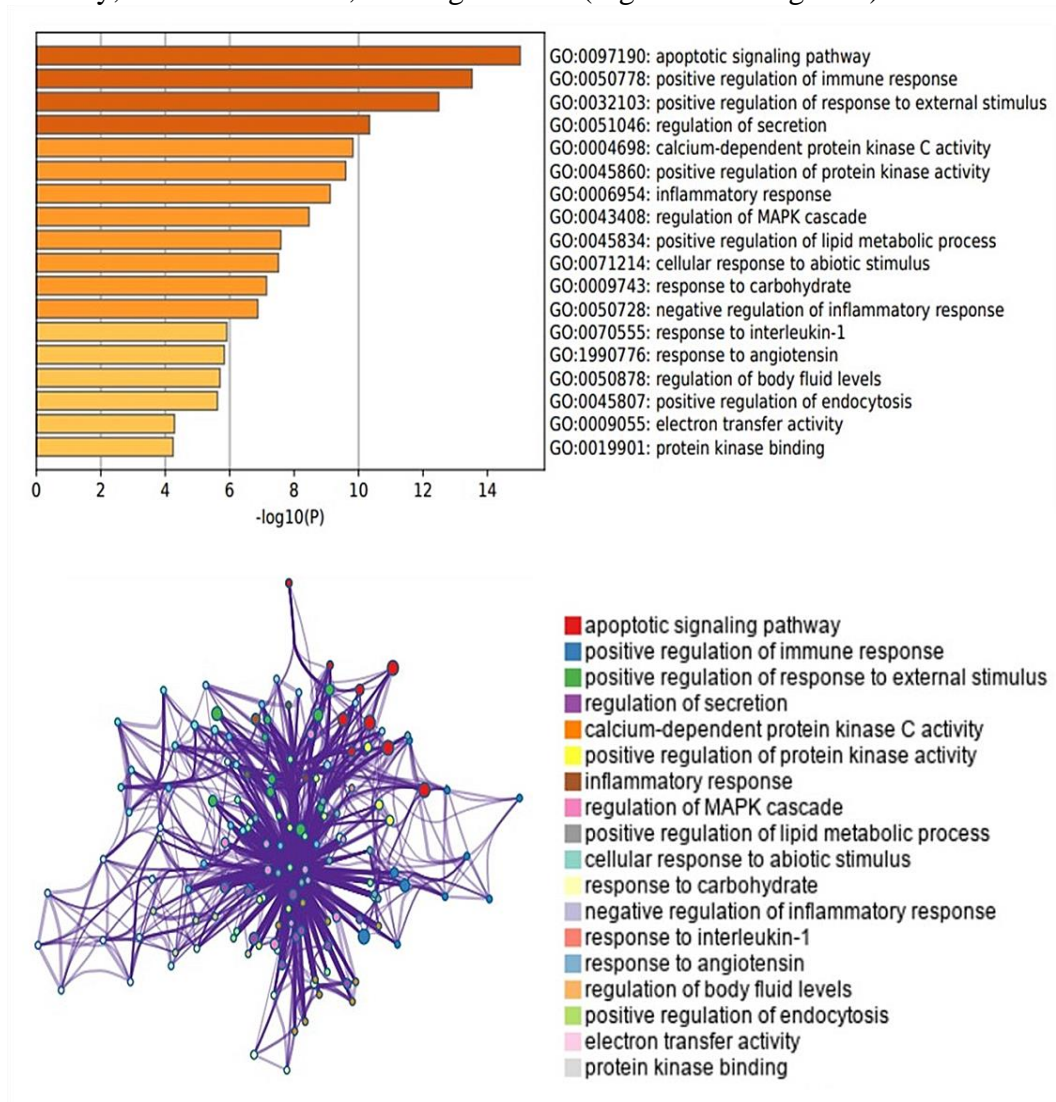 GO:0097190: apoptotic signaling pathway
GO:0050778: positive regulation of immune response
GO:0032103: positive regulation of response to external stimulus
GO:0051046: regulation of secretion
GO:0004698: calcium-dependent protein kinase C activity
GO:0045860: positive regulation of protein kinase activity
GO:0006954: inflammatory response
GO:0043408: regulation of MAPK cascade
GO:0045834: positive regulation of lipid metabolic process
GO:0071214: cellular response to abiotic stimulus
GO:0009743: response to carbohydrate
GO:0050728: negative regulation of inflammatory response
GO:0070555: response to interleukin-1
GO:1990776: response to angiotensin
GO:0050878: regulation of body fluid levels
GO:0045807: positive regulation of endocytosis
GO:0009055: electron transfer activity
GO:0019901: protein kinase binding
0 2 4 6 8 10 12 14
-log10(P)
apoptotic signaling pathway
positive regulation of immune response
positive regulation of response to external stimulus
regulation of secretion
calcium-dependent protein kinase C activity
positive regulation of protein kinase activity
inflammatory response
regulation of MAPK cascade
positive regulation of lipid metabolic process
cellular response to abiotic stimulus
response to carbohydrate
negative regulation of inflammatory response
response to interleukin-1
response to angiotensin
regulation of body fluid levels
positive regulation of endocytosis
electron transfer activity
protein kinase binding